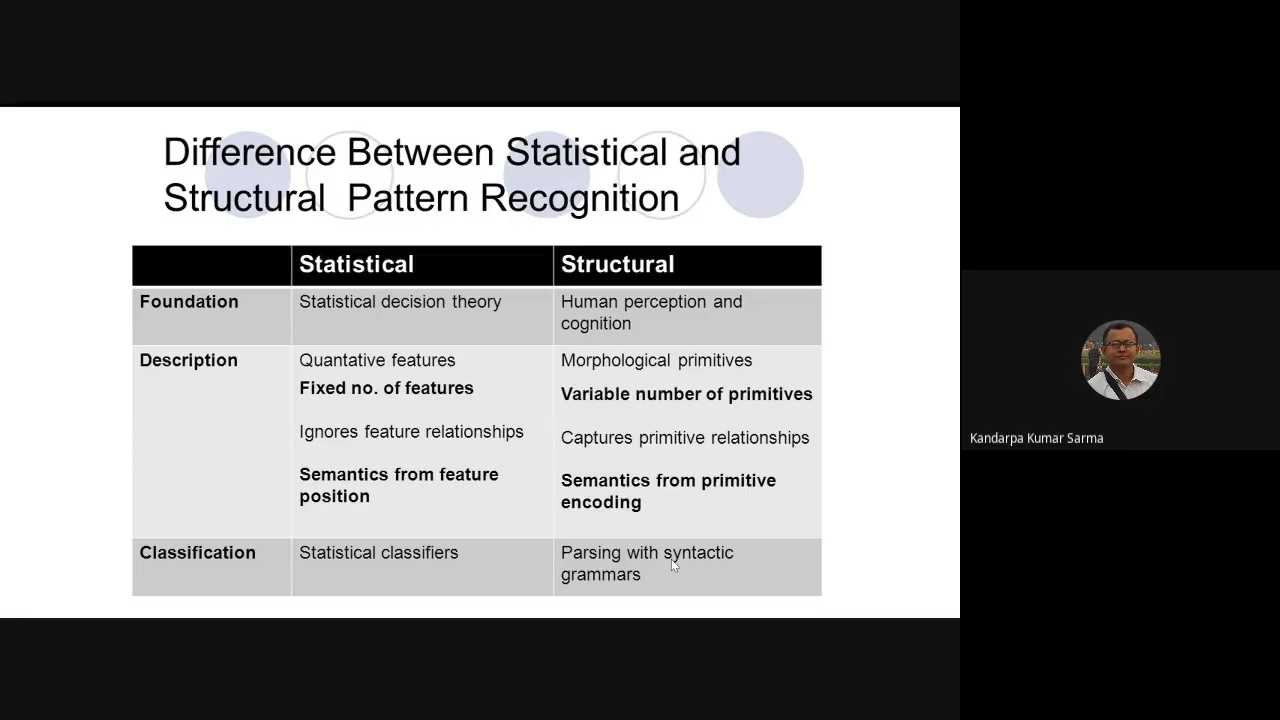 Difference Between Statistical and
Structural Pattern Recognition
Statistical
Structural
Foundation
Statistical decision theory
Human perception and
cognition
Description
Quantative features
Fixed no. of features
Ignores feature relationships
Semantics from feature
position
Morphological primitives
Variable number of primitives
Captures primitive relationships
Semantics from primitive
encoding
Classification
Statistical classifiers
Parsing with syntactic
grammars
Kandarpa Kumar Sarma